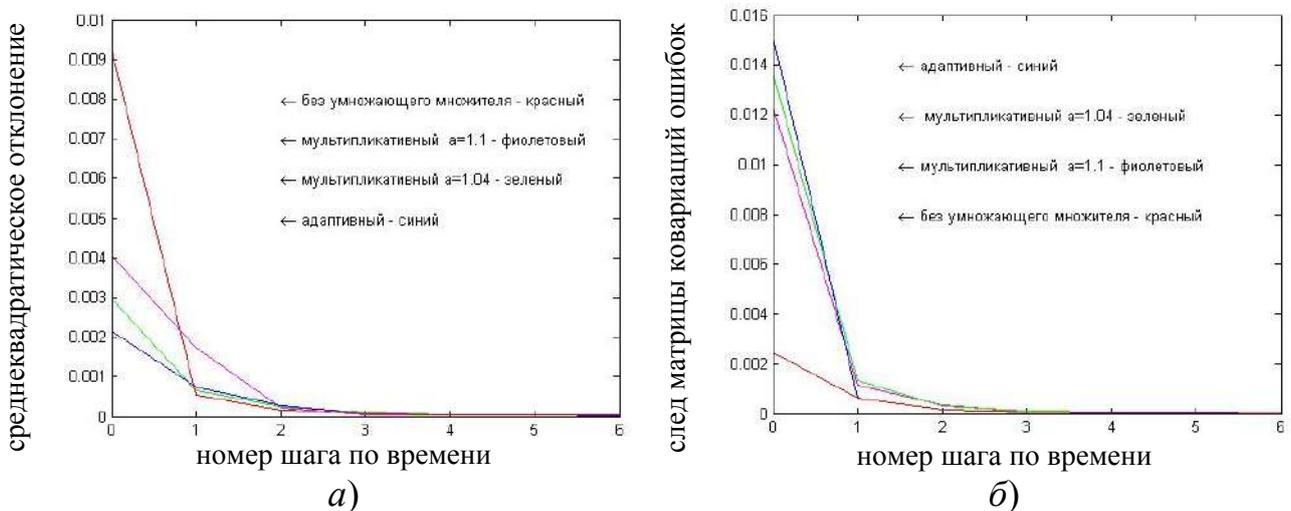 среднеквадратическое отклонение
0.01
0.009
0.008
0.007
0.006
0.005
0.004
0.003
0.002
0.001
0
← без умножающего множителя - красный
← мультипликативный a=1.1 - фиолетовый
← мультипликативный a=1.04 - зеленый
← адаптивный - синий
0 1 2 3 4 5 6
номер шага по времени
а)
след матрицы ковариаций ошибок
0.016
0.014
0.012
0.01
0.008
0.006
0.004
0.002
0
← адаптивный - синий
← мультипликативный a=1.04 - зеленый
← мультипликативный a=1.1 - фиолетовый
← без умножающего множителя - красный
0 1 2 3 4 5 6
номер шага по времени
б)